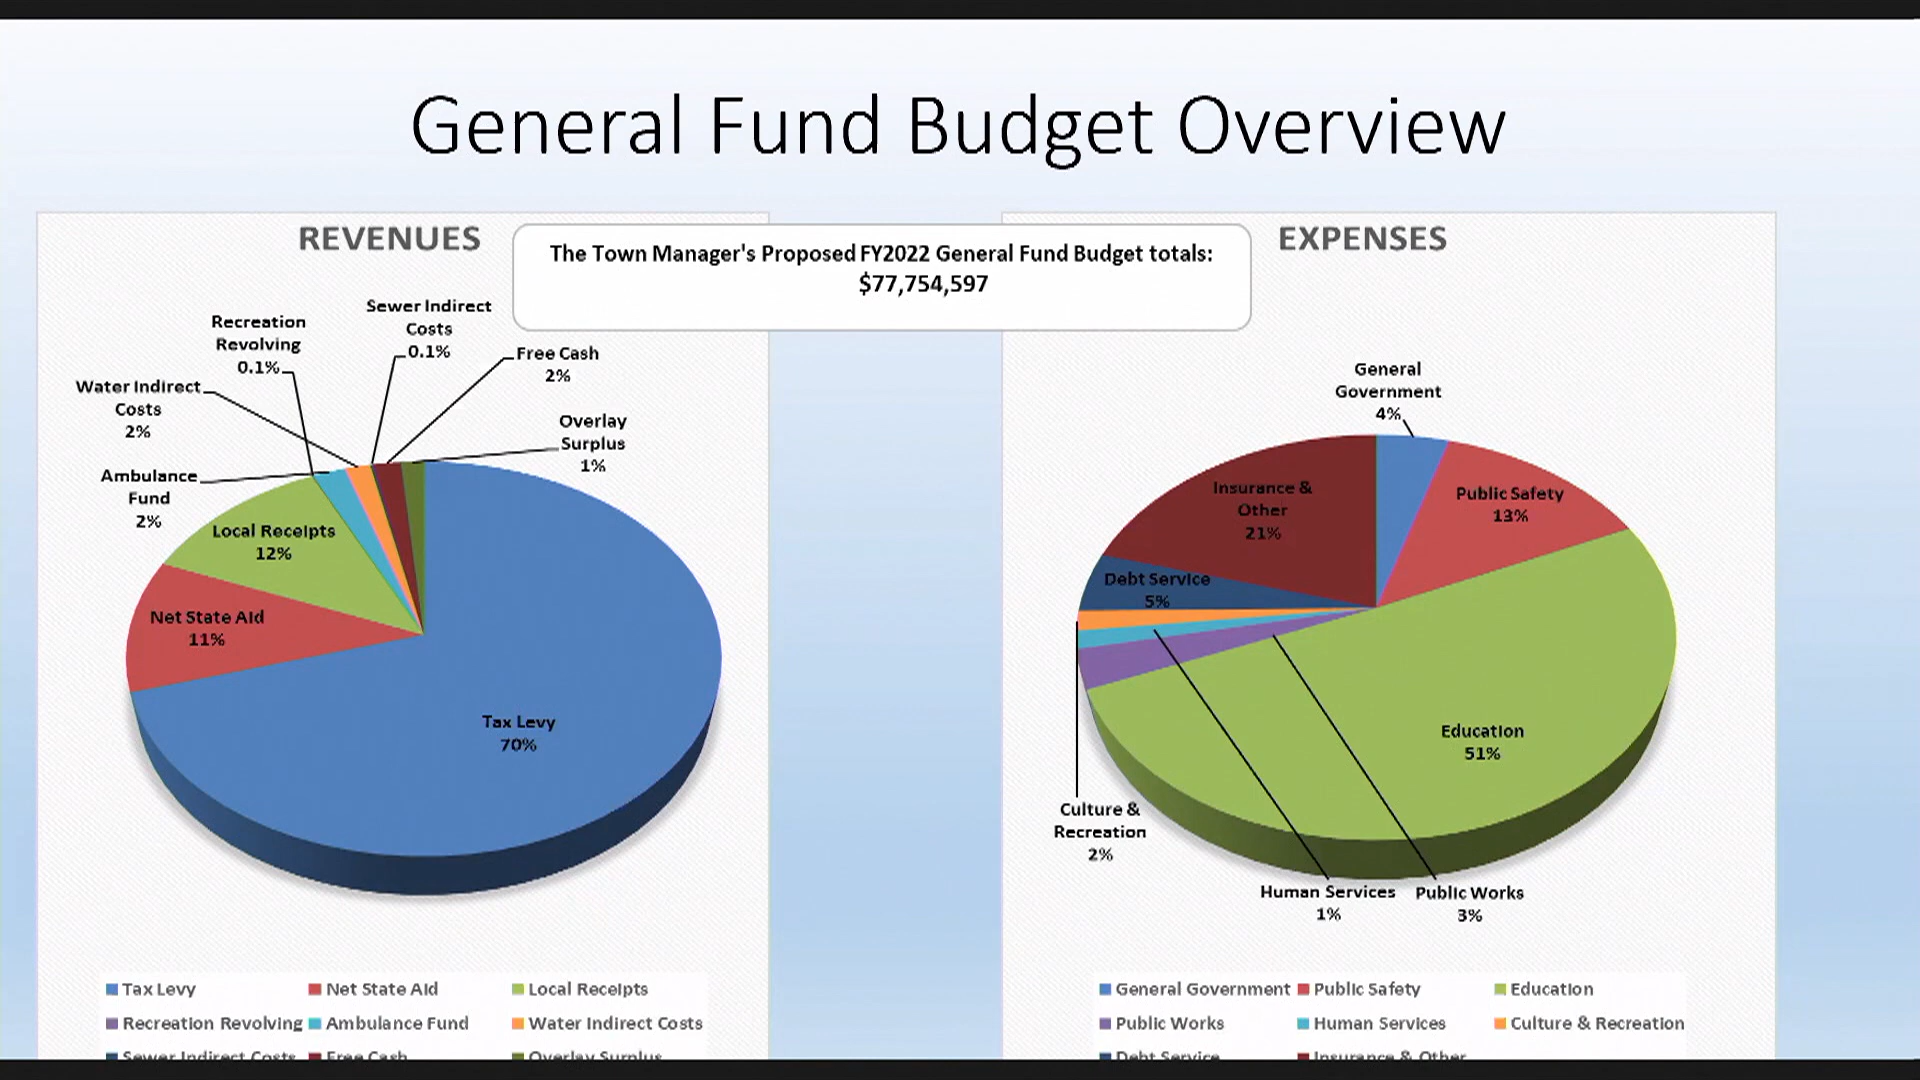 General Fund Budget Overview
REVENUES
The Town Manager's Proposed FY2022 General Fund Budget totals:
$77,754,597
EXPENSES
Sewer Indirect
Costs
0.1%
Recreation
Revolving
0.1%
Free Cash
2%
Water Indirect
Costs
2%
Overlay
Surplus
1%
Ambulance
Fund
2%
Local Receipts
12%
Net State Aid
11%
Tax Levy
70%
Tax Levy
Net State Aid
Local Receipts
Recreation Revolving
Ambulance Fund
Water Indirect Costs
Sewer Indirect Costs
Free Cash
Overlay Surplus
General
Government
4%
Insurance &
Other
21%
Public Safety
13%
Debt Service
5%
Education
51%
Culture &
Recreation
2%
Human Services
1%
Public Works
3%
General Government
Public Safety
Education
Public Works
Human Services
Culture & Recreation
Debt Service
Insurance & Other